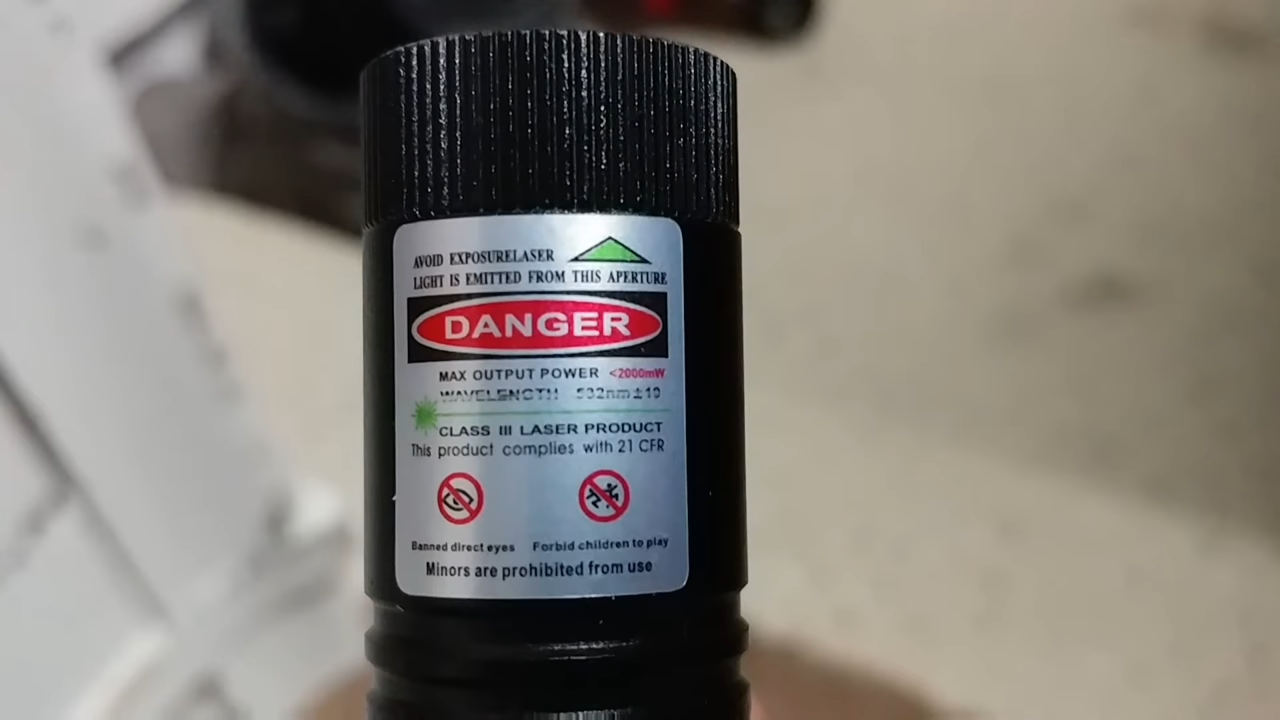 AVOID EXPOSURELASER
LIGHT IS EMITTED FROM THIS APERTURE
DANGER
MAX OUTPUT POWER <2000mW
WAVELENGTH 532nm±10
CLASS III LASER PRODUCT
This product complies with 21 CFR
Banned direct eyes Forbid children to play
Minors are prohibited from use